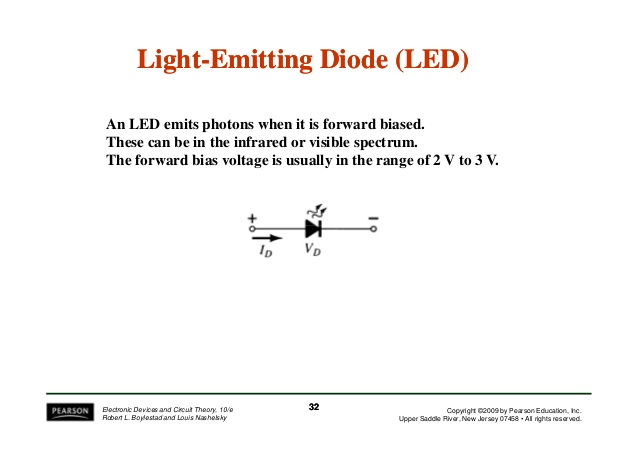 Light-Emitting Diode (LED)
An LED emits photons when it is forward biased.
These can be in the infrared or visible spectrum.
The forward bias voltage is usually in the range of 2 V to 3 V.
+ −
I_D V_D
PEARSON
Electronic Devices and Circuit Theory, 10/e
Robert L. Boylestad and Louis Nashelsky
32
Copyright ©2009 by Pearson Education, Inc.
Upper Saddle River, New Jersey 07458 • All rights reserved.